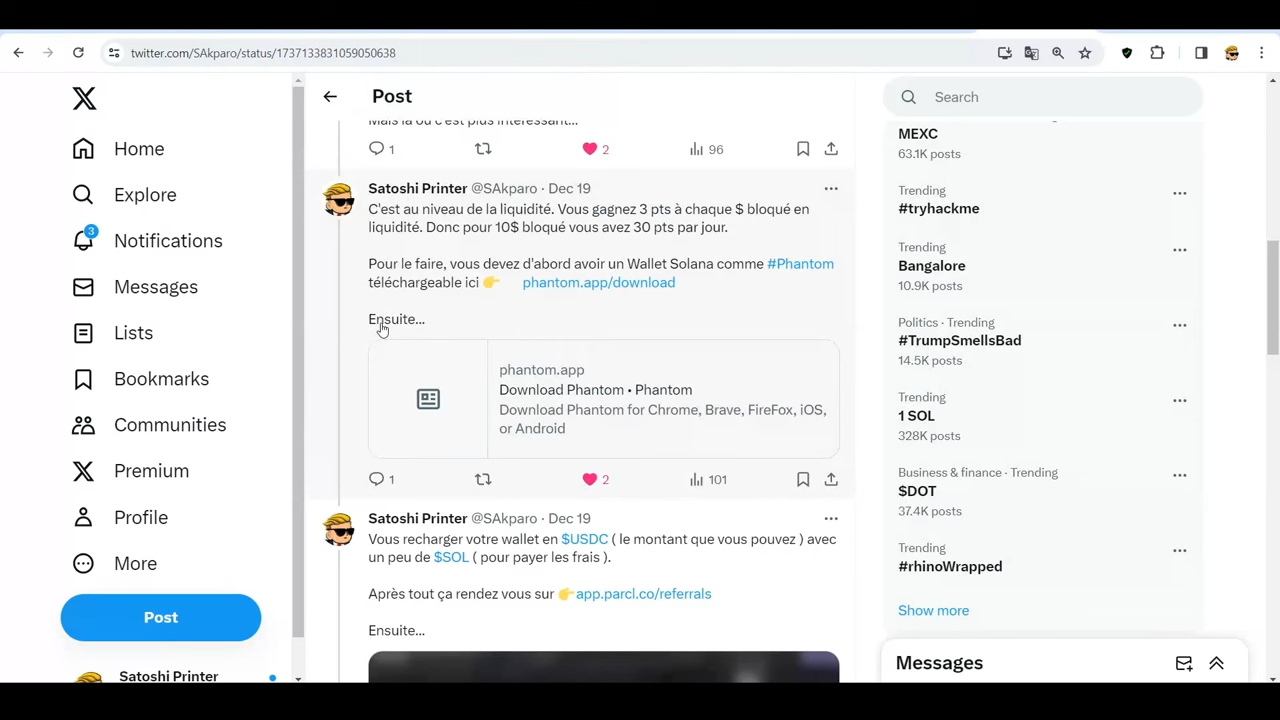 twitter.com/SAkparo/status/1737133831059050638
Home
Explore
3
Notifications
Messages
Lists
Bookmarks
Communities
Premium
Profile
More
Post
Satoshi Printer
Post
Mais là où c'est plus intéressant...
1
2
96
Satoshi Printer @SAkparo · Dec 19
C'est au niveau de la liquidité. Vous gagnez 3 pts à chaque $ bloqué en
liquidité. Donc pour 10$ bloqué vous avez 30 pts par jour.
Pour le faire, vous devez d'abord avoir un Wallet Solana comme #Phantom
téléchargeable ici 👉 phantom.app/download
Ensuite...
phantom.app
Download Phantom • Phantom
Download Phantom for Chrome, Brave, FireFox, iOS,
or Android
1
2
101
Satoshi Printer @SAkparo · Dec 19
Vous recharger votre wallet en $USDC ( le montant que vous pouvez ) avec
un peu de $SOL ( pour payer les frais ).
Après tout ça rendez vous sur 👉app.parcl.co/referrals
Ensuite...
Search
MEXC
63.1K posts
Trending
#tryhackme
Trending
Bangalore
10.9K posts
Politics · Trending
#TrumpSmellsBad
14.5K posts
Trending
1 SOL
328K posts
Business & finance · Trending
$DOT
37.4K posts
Trending
#rhinoWrapped
Show more
Messages